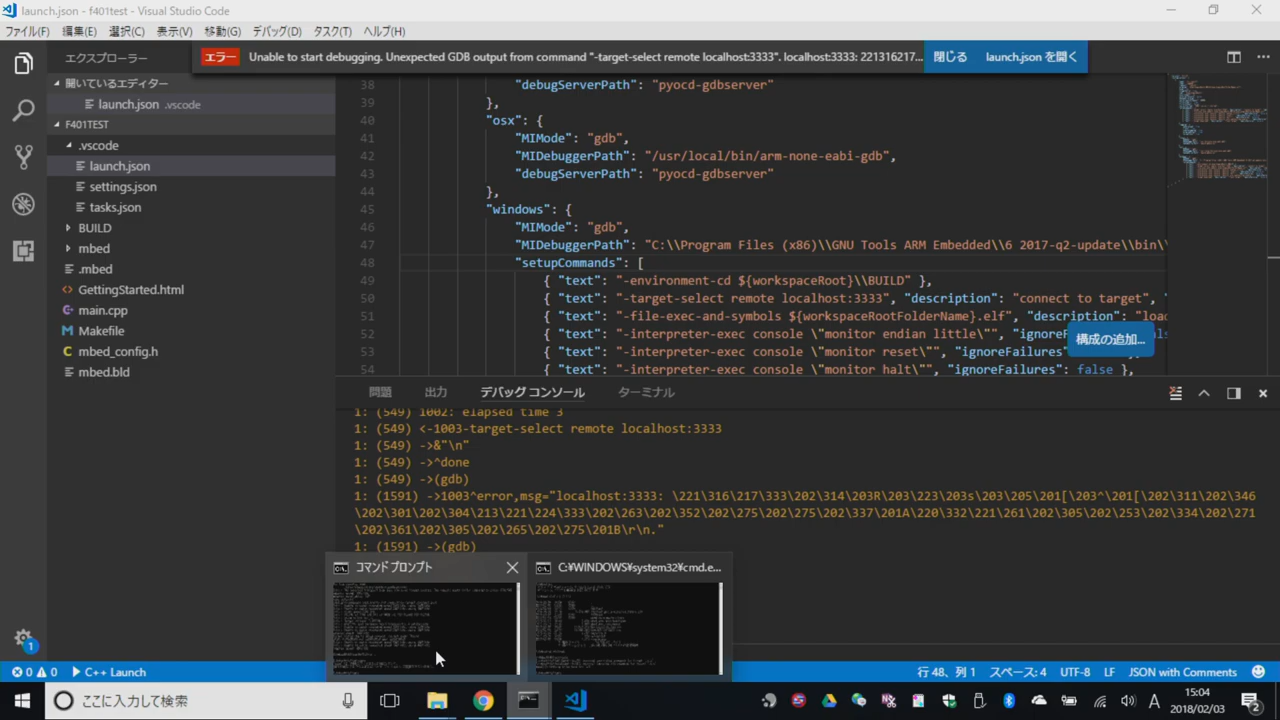 launch.json - f401test - Visual Studio Code
ファイル(F) 編集(E) 選択(C) 表示(V) 移動(G) デバッグ(D) タスク(T) ヘルプ(H)
エクスプローラー
エラー Unable to start debugging. Unexpected GDB output from command "-target-select remote localhost:3333". localhost:3333: 221316217... 閉じる launch.json を開く
開いているエディター
launch.json .vscode
F401TEST
.vscode
launch.json
settings.json
tasks.json
BUILD
mbed
.mbed
GettingStarted.html
main.cpp
Makefile
mbed_config.h
mbed.bld
38 "debugServerPath": "pyocd-gdbserver"
39 },
40 "osx": {
41 "MIMode": "gdb",
42 "MIDebuggerPath": "/usr/local/bin/arm-none-eabi-gdb",
43 "debugServerPath": "pyocd-gdbserver"
44 },
45 "windows": {
46 "MIMode": "gdb",
47 "MIDebuggerPath": "C:\\Program Files (x86)\\GNU Tools ARM Embedded\\6 2017-q2-update\\bin\
48 "setupCommands": [
49 { "text": "-environment-cd ${workspaceRoot}\\BUILD" },
50 { "text": "-target-select remote localhost:3333", "description": "connect to target",
51 { "text": "-file-exec-and-symbols ${workspaceRootFolderName}.elf", "description": "loa
52 { "text": "-interpreter-exec console \"monitor endian little\"", "ignoreFailu
53 { "text": "-interpreter-exec console \"monitor reset\"", "ignoreFailures"
54 { "text": "-interpreter-exec console \"monitor halt\"", "ignoreFailures": false },
構成の追加...
問題 出力 デバッグ コンソール ターミナル
1: (549) 1002: elapsed time 3
1: (549) <-1003-target-select remote localhost:3333
1: (549) ->&"\n"
1: (549) ->^done
1: (549) ->(gdb)
1: (1591) ->1003^error,msg="localhost:3333: \221\316\217\333\202\314\203R\203\223\203s\203\205\201[\203^\201[\202\311\202\346
\202\301\202\304\213\221\224\333\202\263\202\352\202\275\202\275\202\337\201A\220\332\221\261\202\305\202\253\202\334\202\271
\202\361\202\305\202\265\202\275\201B\r\n."
1: (1591) ->(gdb)
コマンド プロンプト
C:¥WINDOWS¥system32¥cmd.e...
1
0 0 C++ Launch
行 48、列 1 スペース: 4 UTF-8 LF JSON with Comments
ここに入力して検索
A
15:04
2018/02/03
2